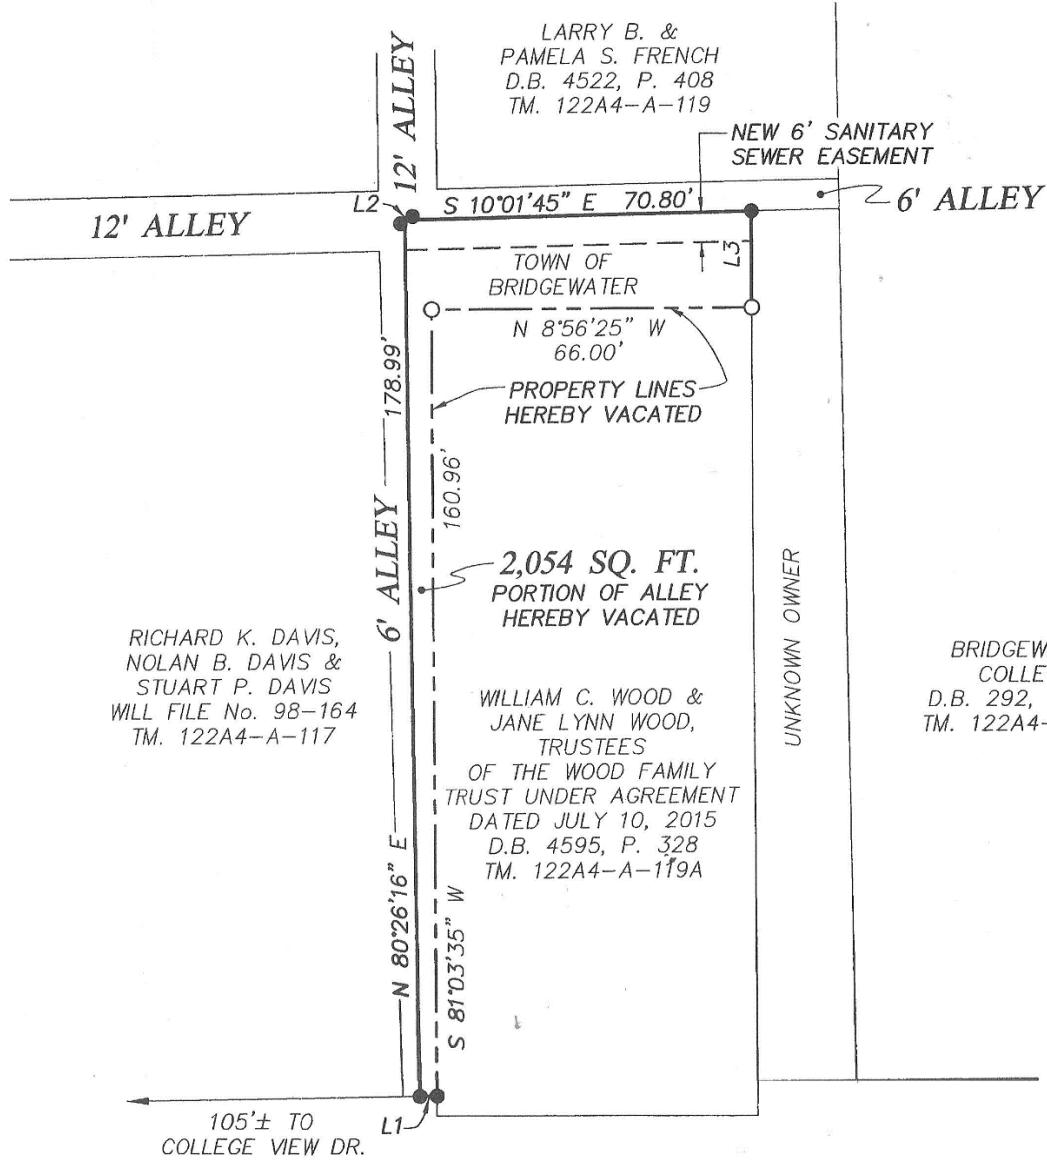 LARRY B. &
PAMELA S. FRENCH
D.B. 4522, P. 408
TM. 122A4-A-119
12' ALLEY
NEW 6' SANITARY
SEWER EASEMENT
L2
S 10°01'45" E 70.80'
6' ALLEY
12' ALLEY
L3
TOWN OF
BRIDGEWATER
N 8°56'25" W
66.00'
178.99'
PROPERTY LINES
HEREBY VACATED
160.96'
6' ALLEY
2,054 SQ. FT.
PORTION OF ALLEY
HEREBY VACATED
UNKNOWN OWNER
RICHARD K. DAVIS,
NOLAN B. DAVIS &
STUART P. DAVIS
WILL FILE No. 98-164
TM. 122A4-A-117
BRIDGEW
COLLE
D.B. 292,
TM. 122A4-
WILLIAM C. WOOD &
JANE LYNN WOOD,
TRUSTEES
OF THE WOOD FAMILY
TRUST UNDER AGREEMENT
DATED JULY 10, 2015
D.B. 4595, P. 328
TM. 122A4-A-119A
N 80°26'16" E
S 81°03'35" W
105'± TO
COLLEGE VIEW DR.
L1